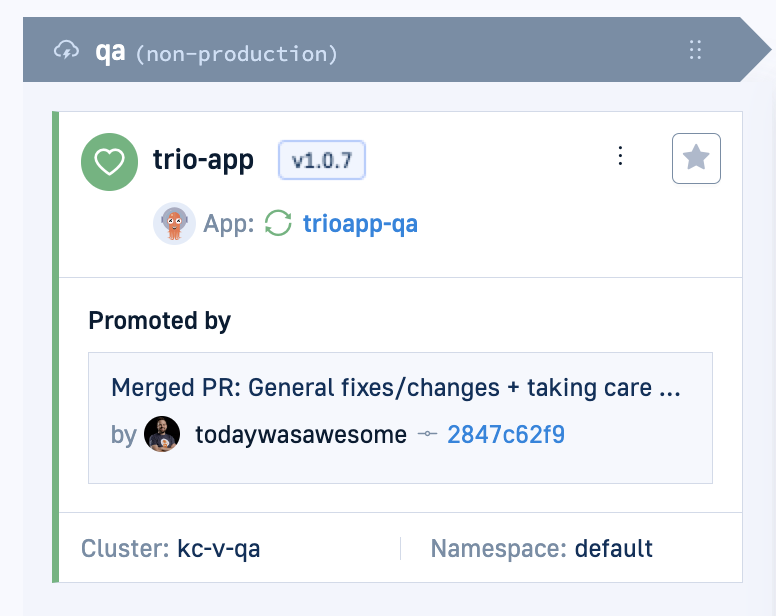 qa (non-production)
trio-app v1.0.7
App: trioapp-qa
Promoted by
Merged PR: General fixes/changes + taking care ...
by todaywasawesome 2847c62f9
Cluster: kc-v-qa Namespace: default